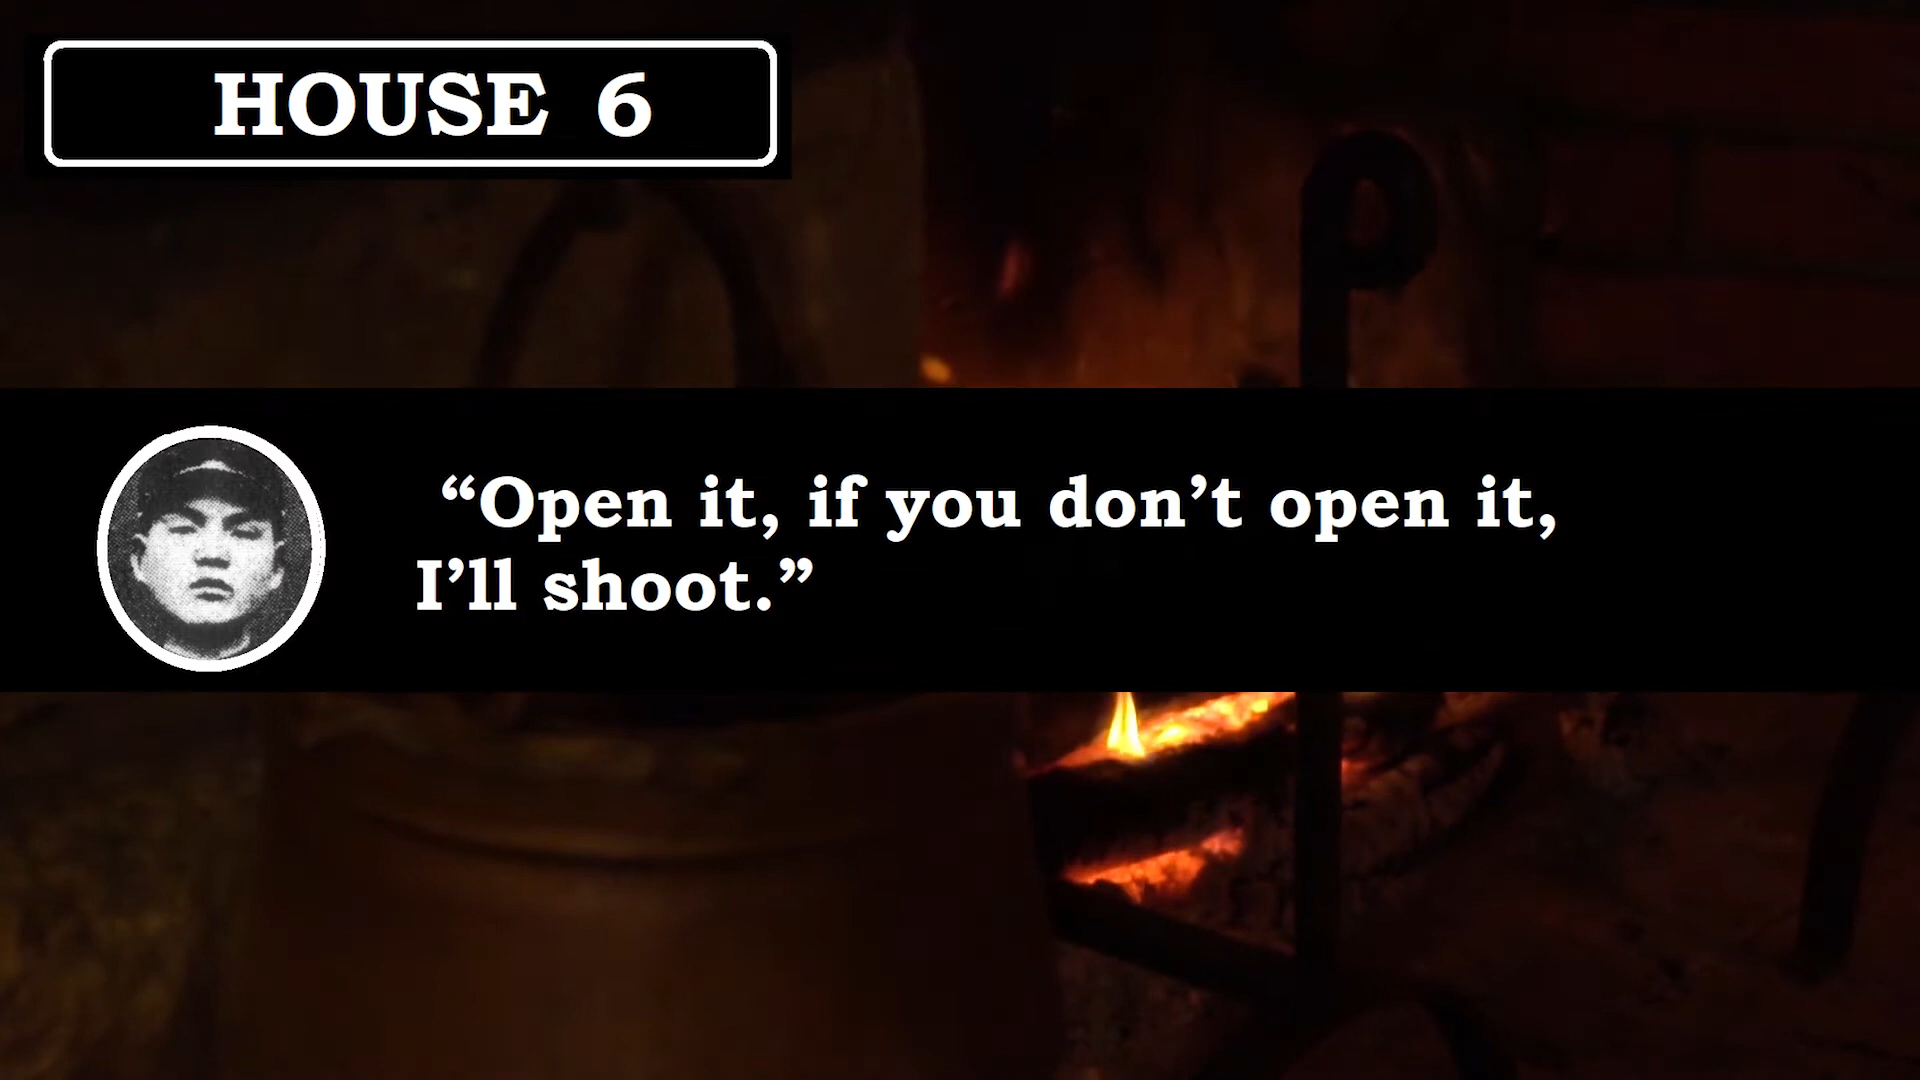 HOUSE 6
“Open it, if you don’t open it,
I’ll shoot.”